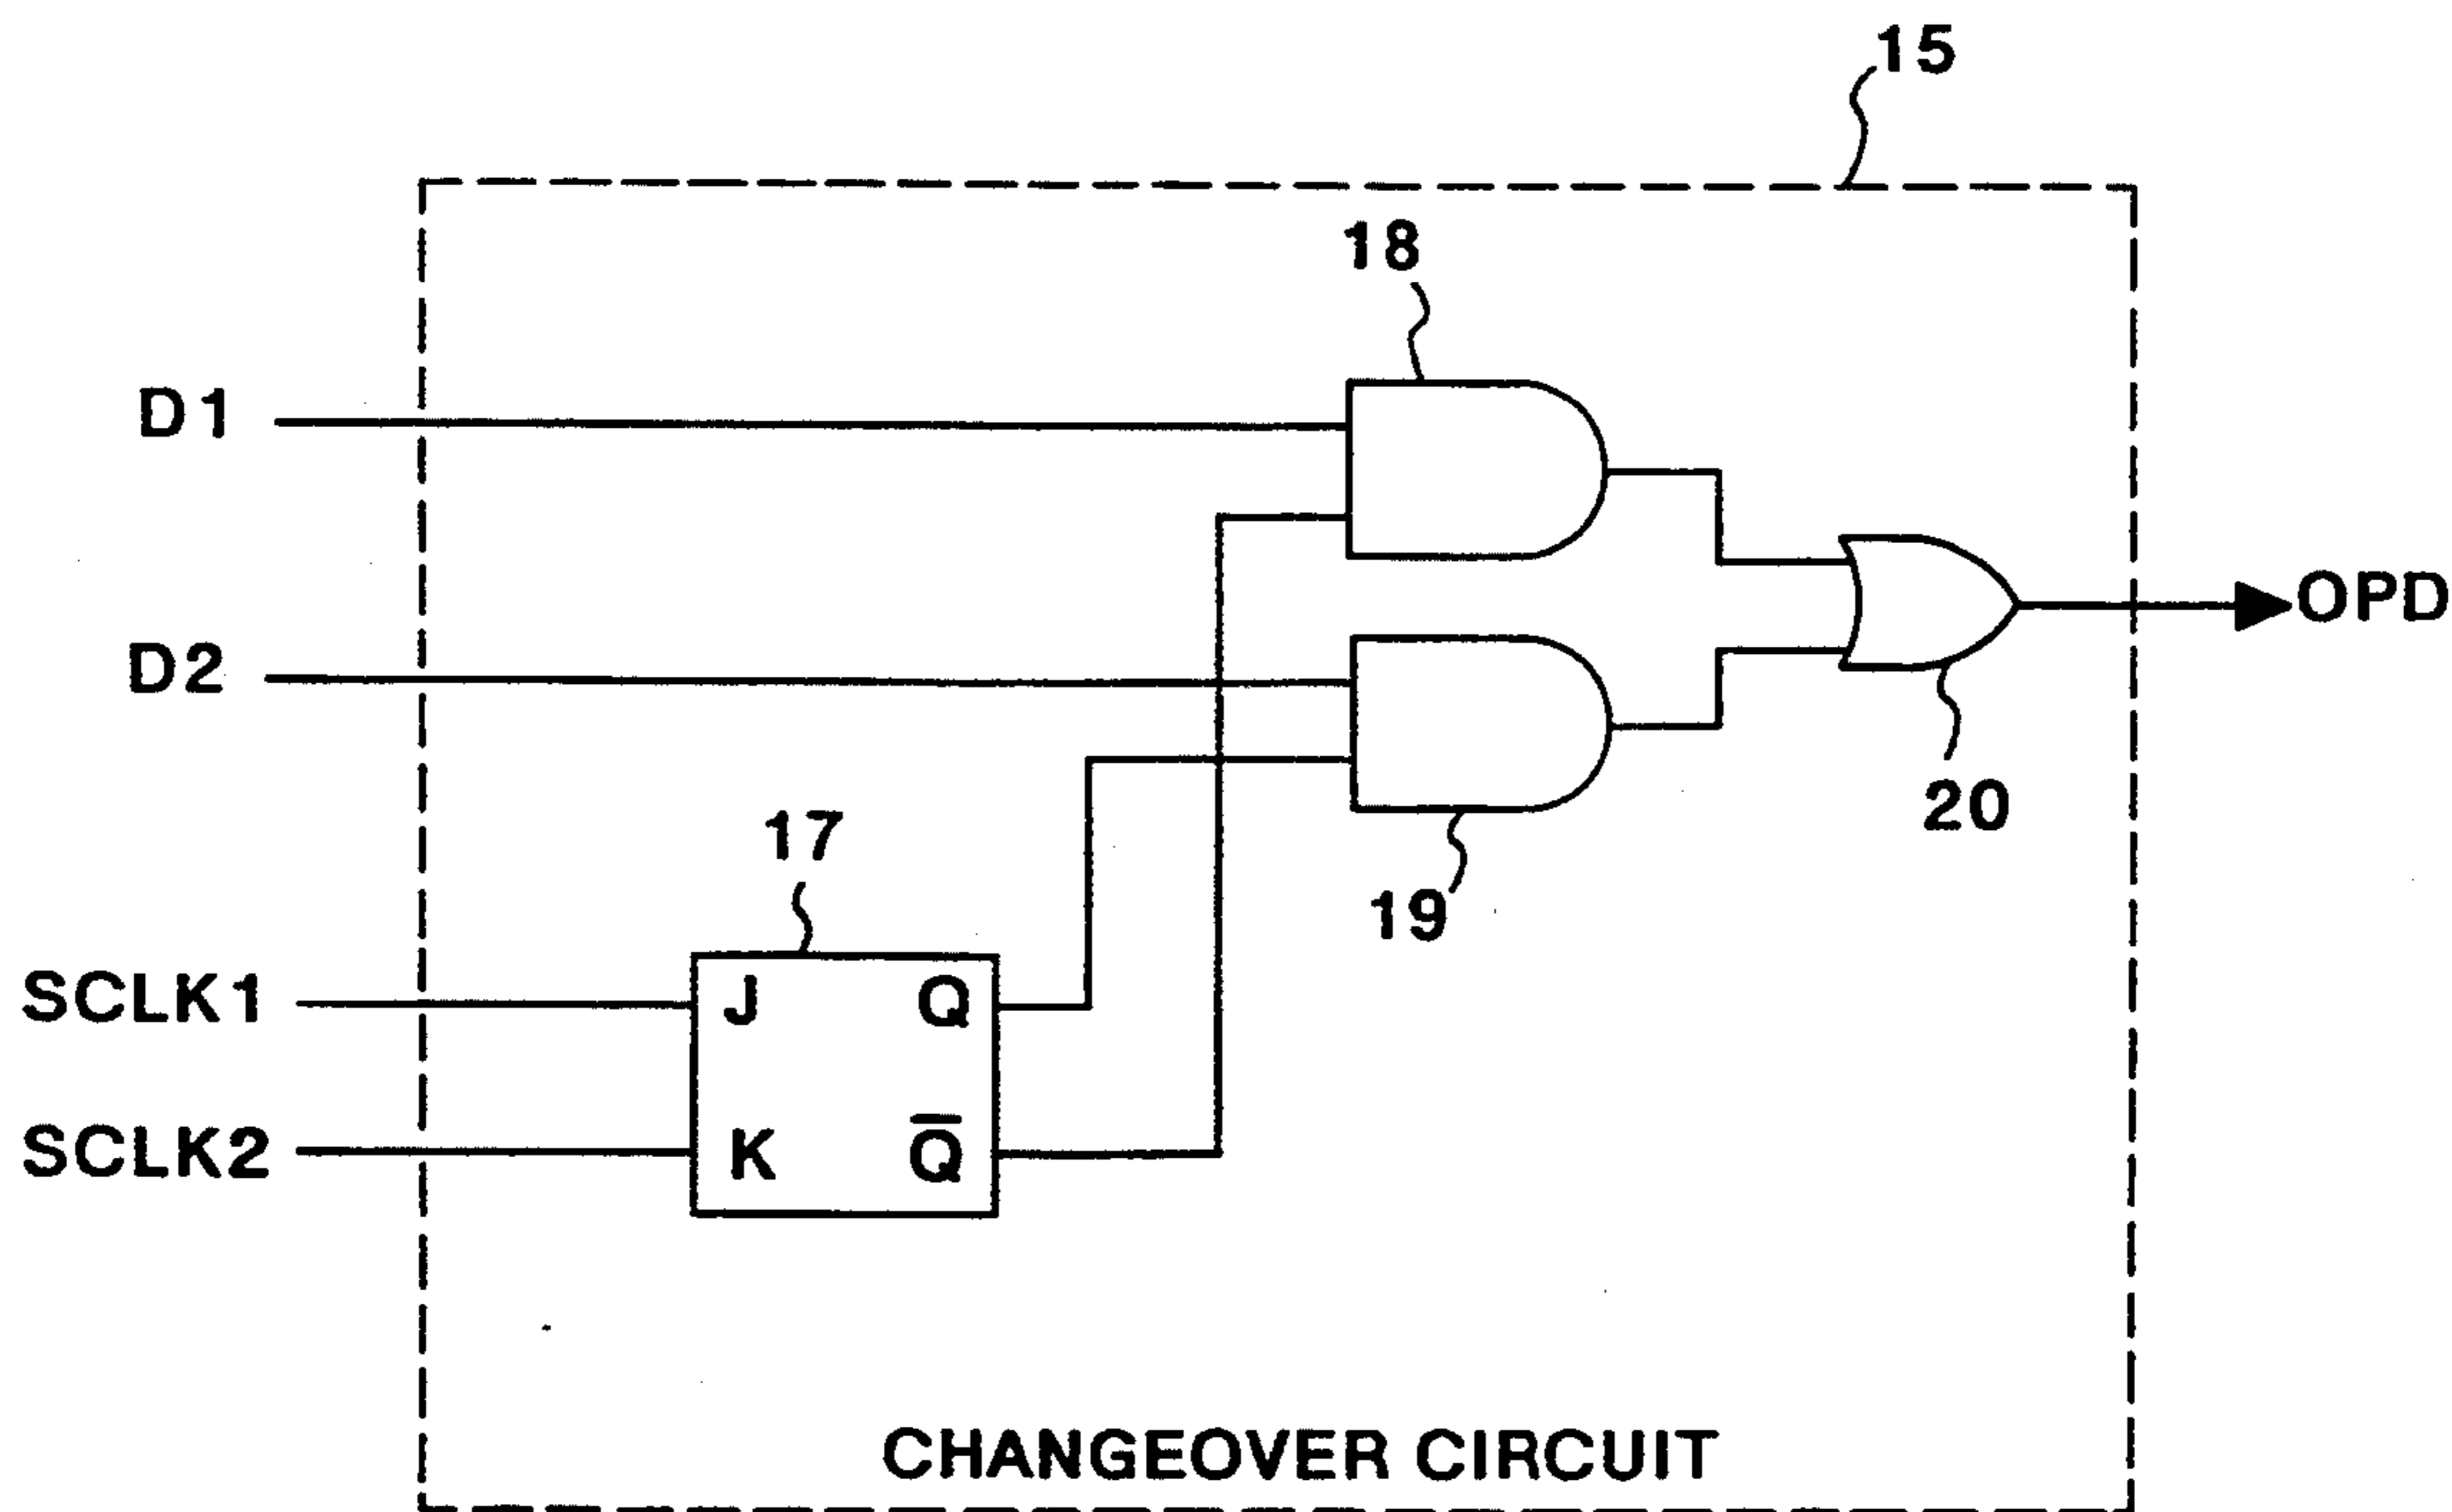 15
18
D1
OPD
D2
20
17
19
SCLK1
J
Q
SCLK2
K
Q̅
CHANGEOVER CIRCUIT